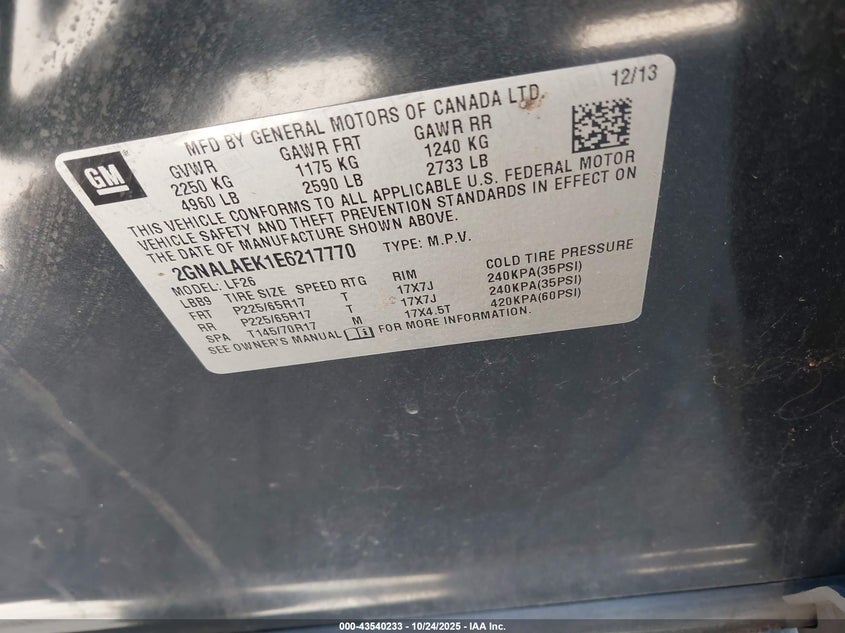 12/13
MFD BY GENERAL MOTORS OF CANADA LTD.
GM
GVWR GAWR FRT GAWR RR
2250 KG 1175 KG 1240 KG
4960 LB 2590 LB 2733 LB
THIS VEHICLE CONFORMS TO ALL APPLICABLE U.S. FEDERAL MOTOR
VEHICLE SAFETY AND THEFT PREVENTION STANDARDS IN EFFECT ON
THE DATE OF MANUFACTURE SHOWN ABOVE.
2GNALAEK1E6217770 TYPE: M.P.V.
MODEL: LF26
LBB9 TIRE SIZE SPEED RTG RIM COLD TIRE PRESSURE
FRT P225/65R17 T 17X7J 240KPA(35PSI)
RR P225/65R17 T 17X7J 240KPA(35PSI)
SPA T145/70R17 M 17X4.5T 420KPA(60PSI)
SEE OWNER'S MANUAL FOR MORE INFORMATION.
000-43540233 - 10/24/2025 - IAA Inc.